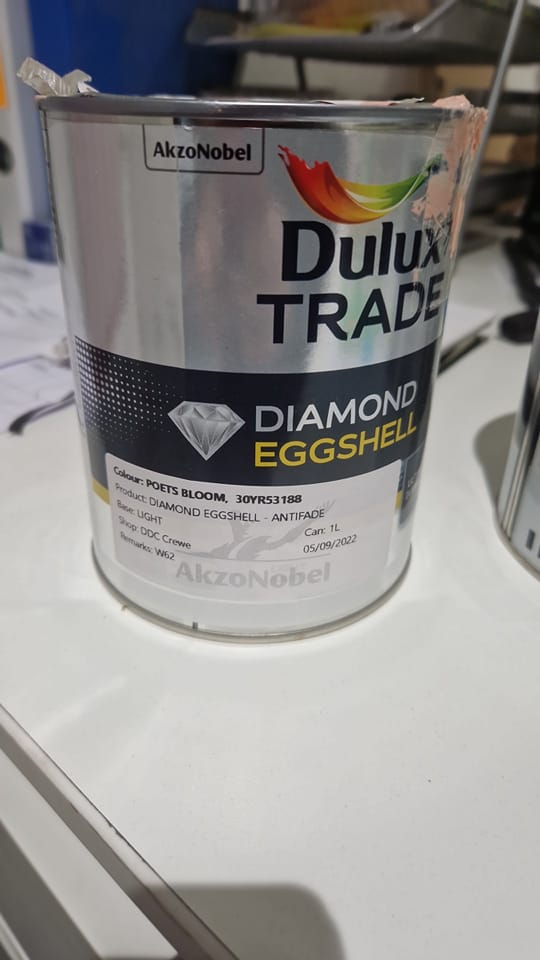 AkzoNobel
Dulux
TRADE
DIAMOND
EGGSHELL
Colour: POETS BLOOM, 30YR53188
Product: DIAMOND EGGSHELL - ANTIFADE
Base: LIGHT
Can: 1L
Shop: DDC Crewe
05/09/2022
Remarks: W62
AkzoNobel